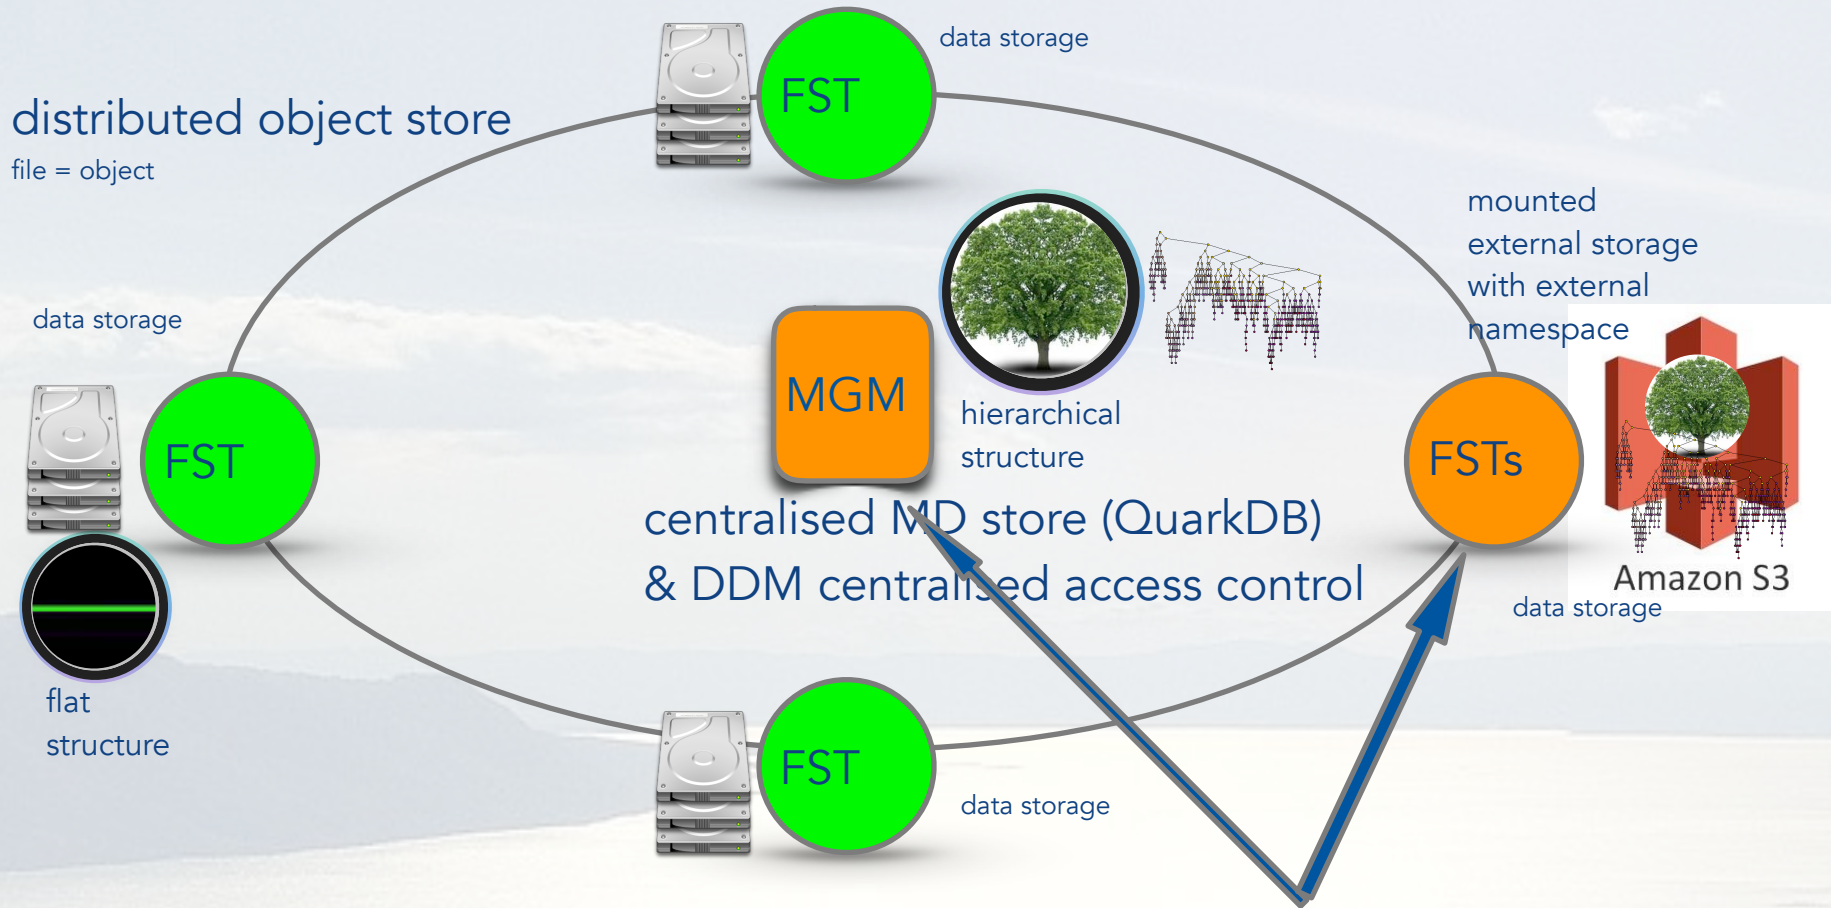 data storage
FST
distributed object store
file = object
mounted
external storage
with external
namespace
data storage
MGM
hierarchical
structure
FST
FSTs
centralised MD store (QuarkDB)
& DDM centralised access control
Amazon S3
data storage
flat
structure
FST
data storage